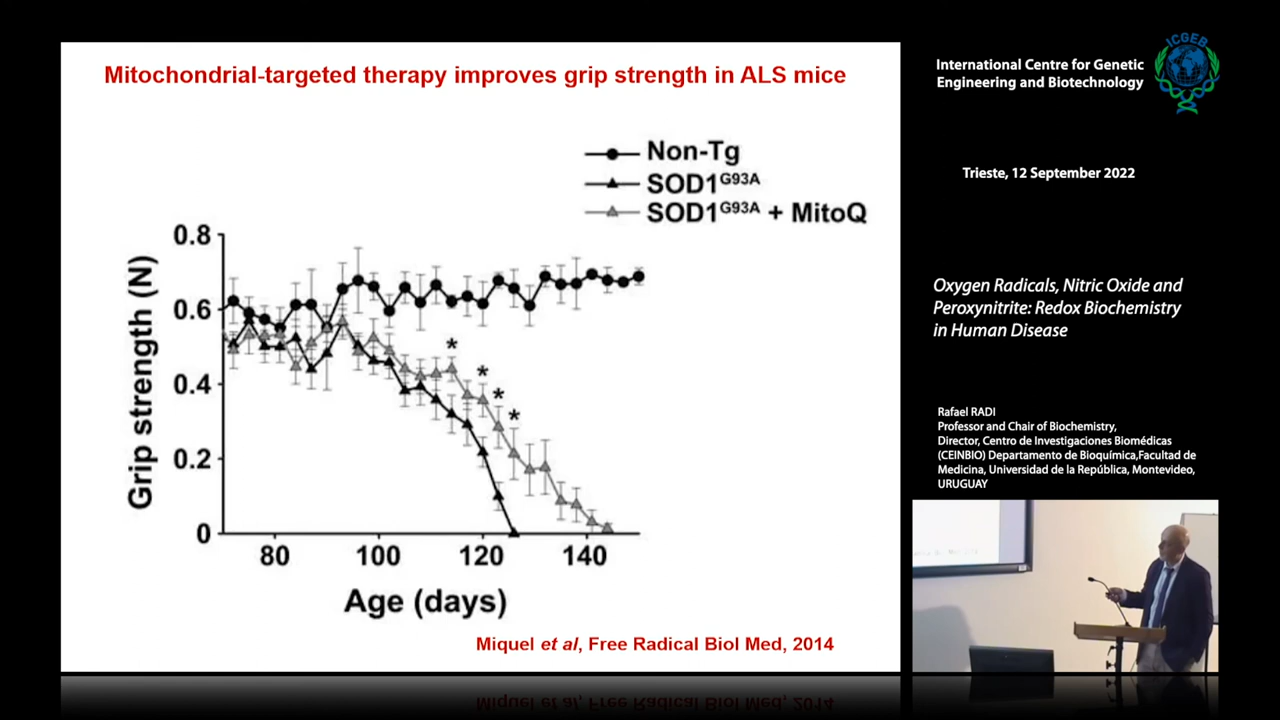 Mitochondrial-targeted therapy improves grip strength in ALS mice
Non-Tg
SOD1G93A
SOD1G93A + MitoQ
Grip strength (N)
0.8
0.6
0.4
0.2
0
*
*
*
*
80
100
120
140
Age (days)
Miquel et al, Free Radical Biol Med, 2014
International Centre for Genetic
Engineering and Biotechnology
ICGEB
Trieste, 12 September 2022
Oxygen Radicals, Nitric Oxide and
Peroxynitrite: Redox Biochemistry
in Human Disease
Rafael RADI
Professor and Chair of Biochemistry,
Director, Centro de Investigaciones Biomédicas
(CEINBIO) Departamento de Bioquímica,Facultad de
Medicina, Universidad de la República, Montevideo,
URUGUAY